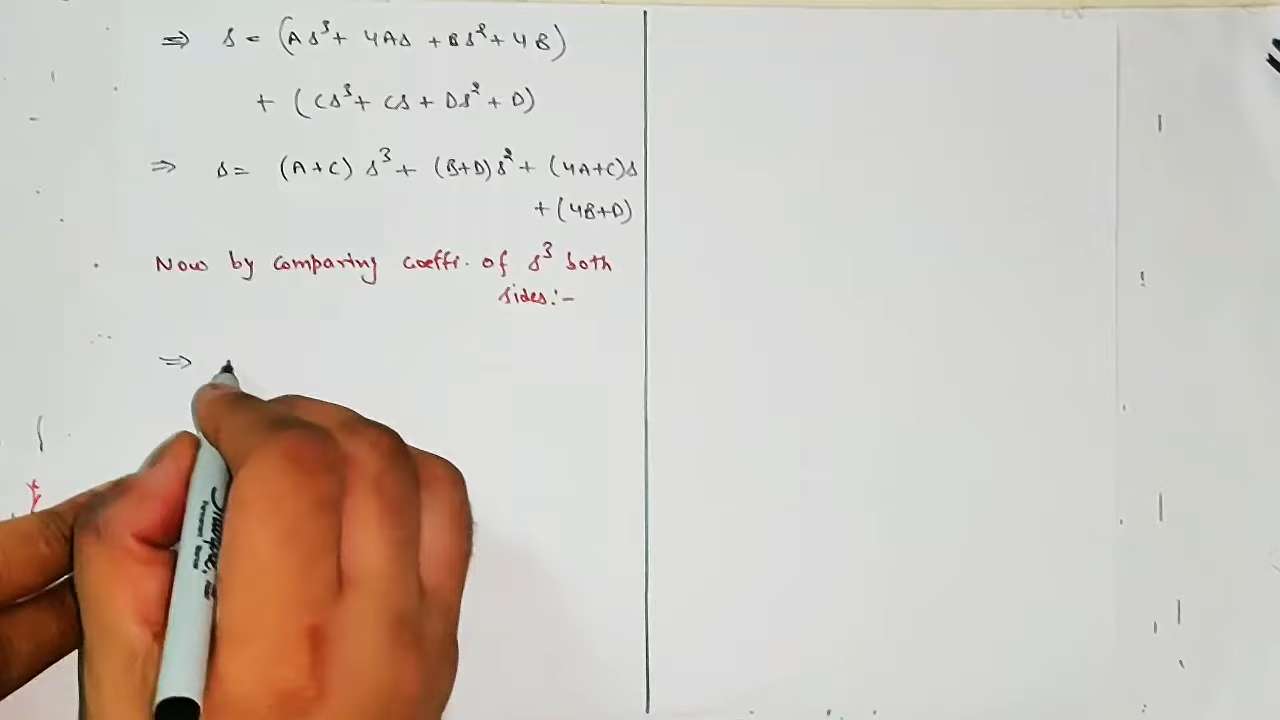 ⇒ s = (As³ + 4As + Bs² + 4B)
+ (Cs³ + Cs + Ds² + D)
⇒ s = (A+C) s³ + (B+D)s² + (4A+C)s
+ (4B+D)
Now by comparing coeffi. of s³ both
sides:-
⇒